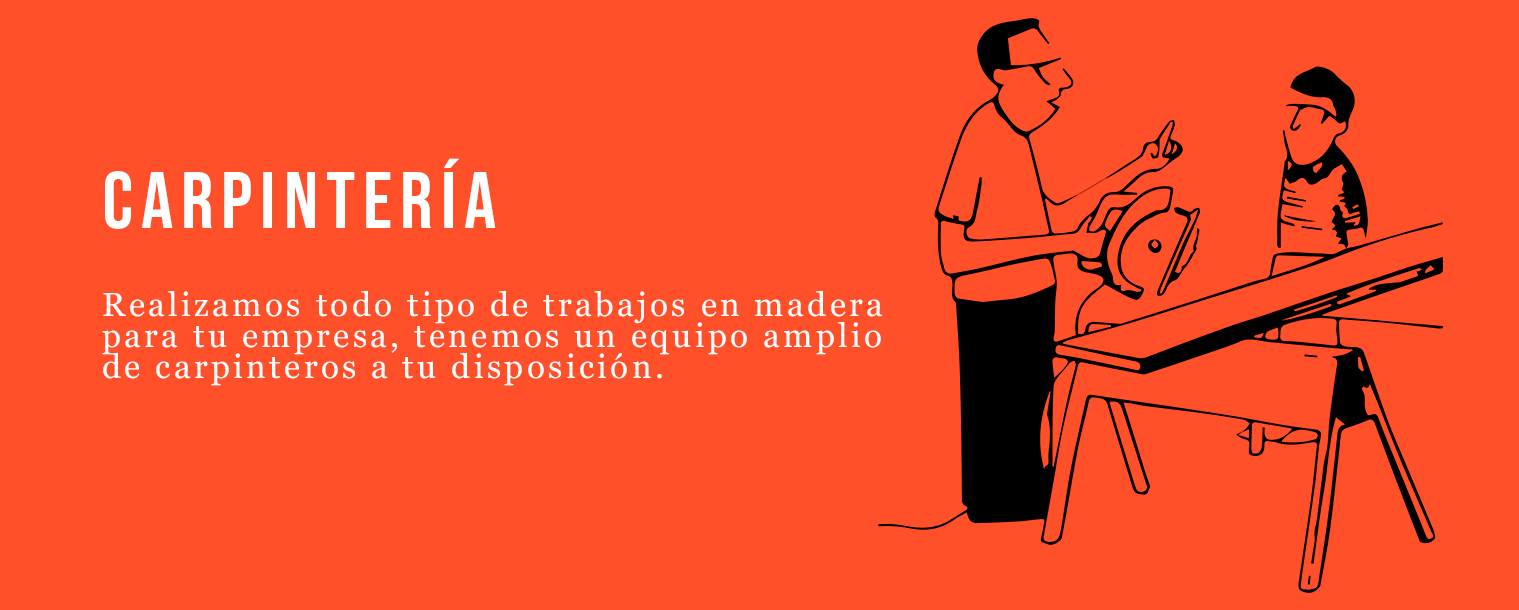 CARPINTERÍA
Realizamos todo tipo de trabajos en madera
para tu empresa, tenemos un equipo amplio
de carpinteros a tu disposición.